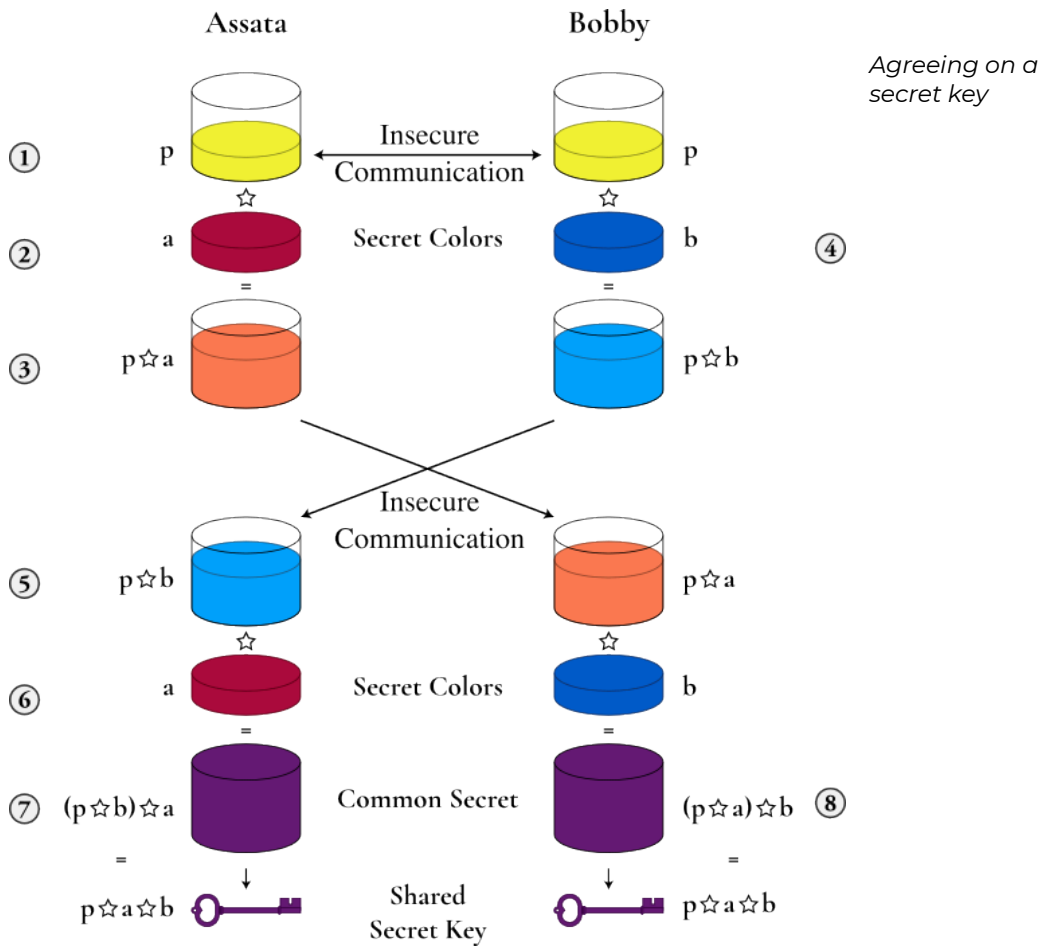 Assata
Bobby
Agreeing on a
secret key
1
p
Insecure
Communication
p
☆
☆
2
a
Secret Colors
b
4
=
=
3
p☆a
p☆b
Insecure
Communication
5
p☆b
p☆a
☆
☆
6
a
Secret Colors
b
=
=
7
(p☆b)☆a
Common Secret
(p☆a)☆b
8
=
=
p☆a☆b
Shared
Secret Key
p☆a☆b